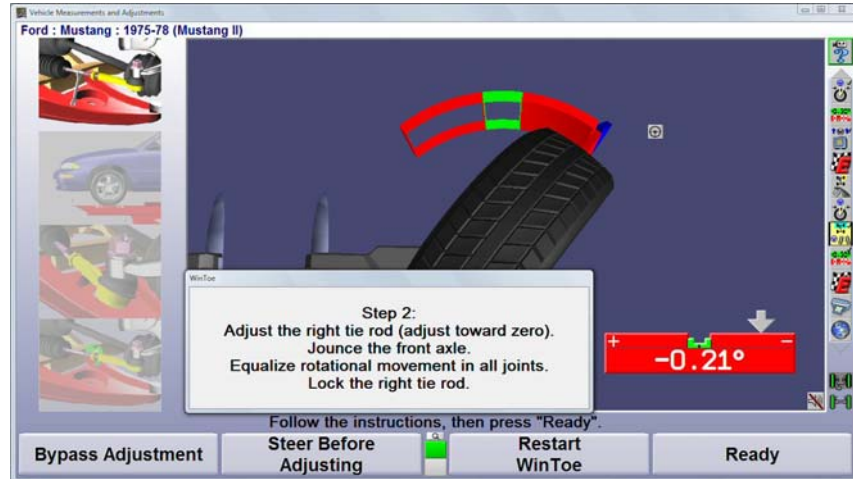 Vehicle Measurements and Adjustments
Ford : Mustang : 1975-78 (Mustang II)
WinToe
Step 2:
Adjust the right tie rod (adjust toward zero).
Jounce the front axle.
Equalize rotational movement in all joints.
Lock the right tie rod.
+ −
−0.21°
Follow the instructions, then press "Ready".
Bypass Adjustment
Steer Before
Adjusting
Restart
WinToe
Ready